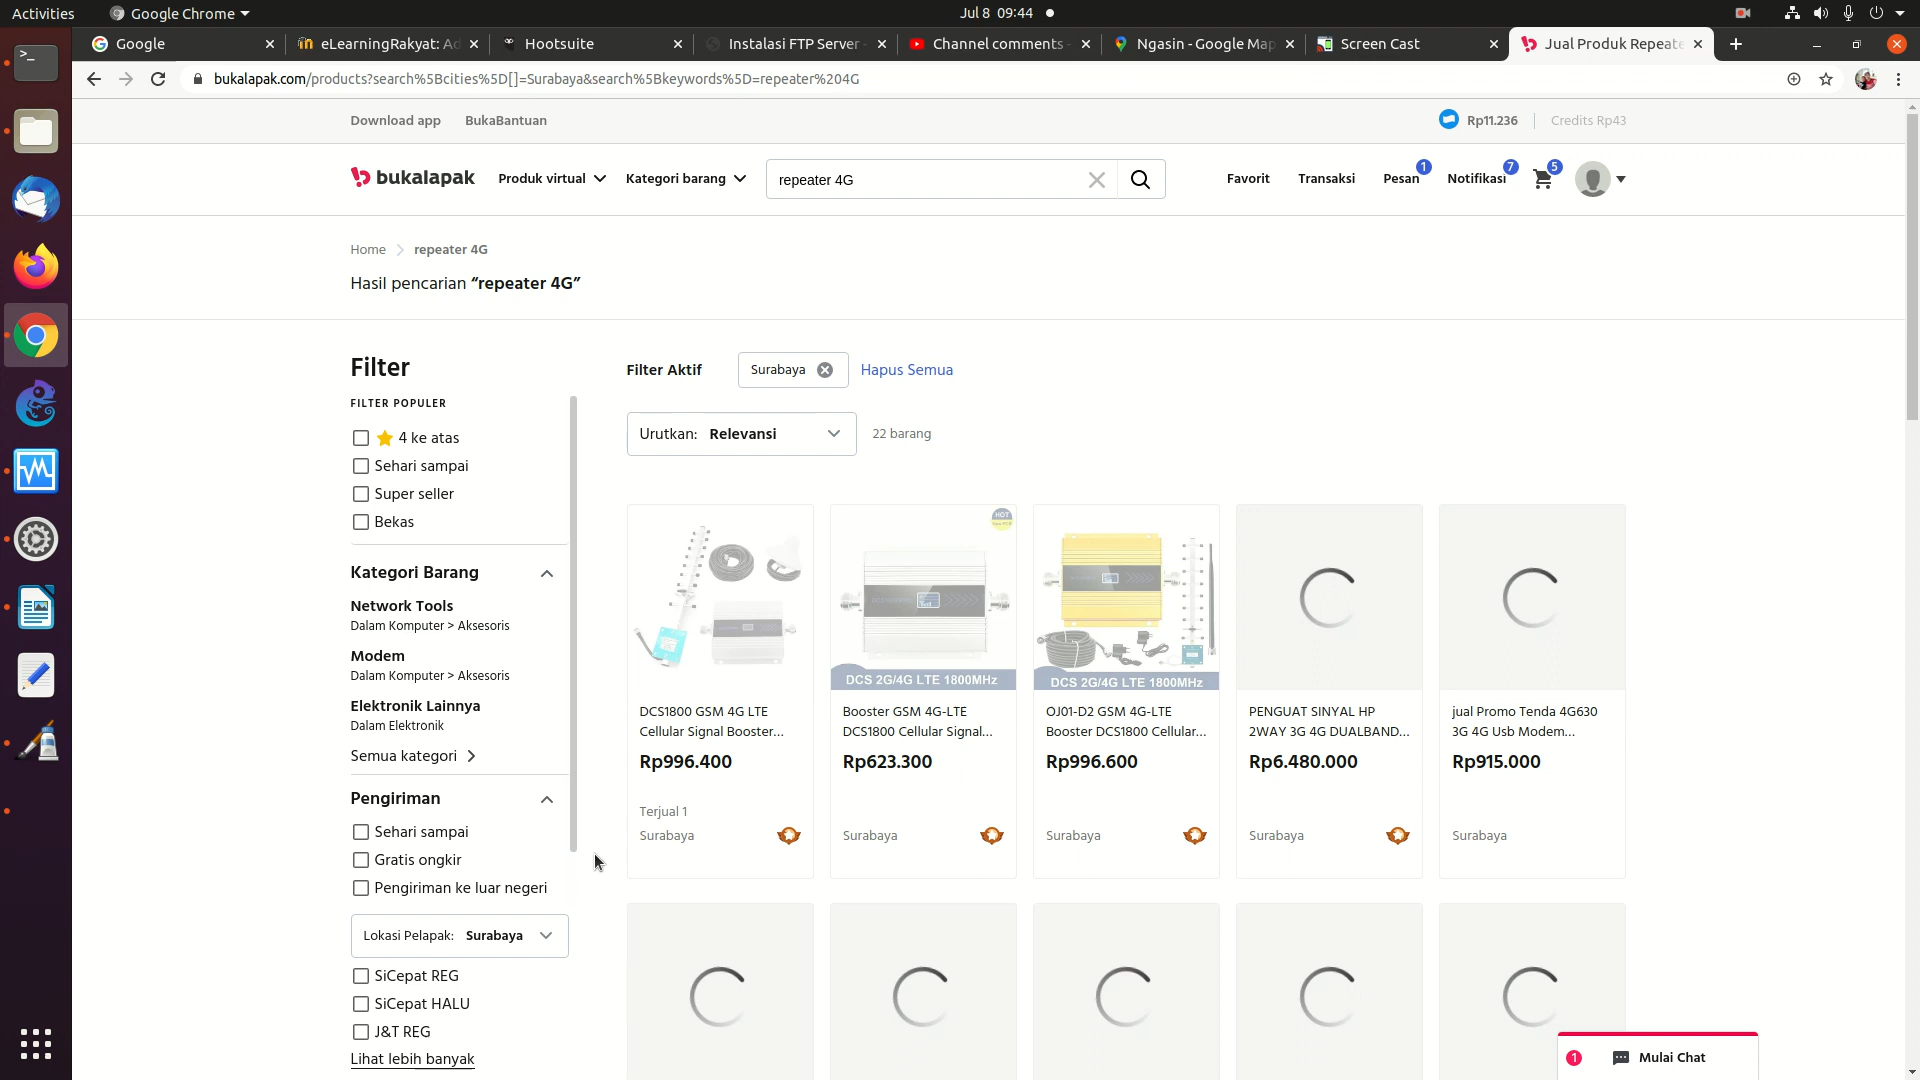 Activities
Google Chrome
Jul 8 09:44
Google
eLearningRakyat: Ad
Hootsuite
Instalasi FTP Server -
Channel comments -
Ngasin - Google Map
Screen Cast
Jual Produk Repeate
bukalapak.com/products?search%5Bcities%5D[]=Surabaya&search%5Bkeywords%5D=repeater%204G
Download app
BukaBantuan
Rp11.236
Credits Rp43
bukalapak
Produk virtual
Kategori barang
repeater 4G
Favorit
Transaksi
Pesan
1
Notifikasi
7
5
Home
repeater 4G
Hasil pencarian “repeater 4G”
Filter
FILTER POPULER
4 ke atas
Sehari sampai
Super seller
Bekas
Kategori Barang
Network Tools
Dalam Komputer > Aksesoris
Modem
Dalam Komputer > Aksesoris
Elektronik Lainnya
Dalam Elektronik
Semua kategori
Pengiriman
Sehari sampai
Gratis ongkir
Pengiriman ke luar negeri
Lokasi Pelapak: Surabaya
SiCepat REG
SiCepat HALU
J&T REG
Lihat lebih banyak
Filter Aktif
Surabaya
Hapus Semua
Urutkan: Relevansi
22 barang
DCS1800 GSM 4G LTE
Cellular Signal Booster...
Rp996.400
Terjual 1
Surabaya
HOT
DCS 2G/4G LTE 1800MHz
Booster GSM 4G-LTE
DCS1800 Cellular Signal...
Rp623.300
Surabaya
DCS 2G/4G LTE 1800MHz
OJ01-D2 GSM 4G-LTE
Booster DCS1800 Cellular...
Rp996.600
Surabaya
PENGUAT SINYAL HP
2WAY 3G 4G DUALBAND...
Rp6.480.000
Surabaya
jual Promo Tenda 4G630
3G 4G Usb Modem...
Rp915.000
Surabaya
1
Mulai Chat